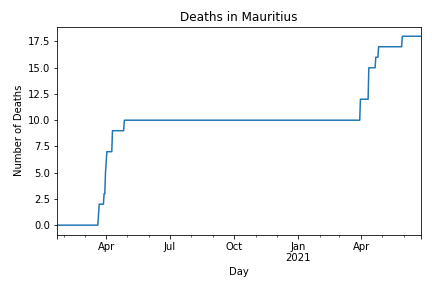 Deaths in Mauritius
Number of Deaths
17.5
15.0
12.5
10.0
7.5
5.0
2.5
0.0
Apr Jul Oct Jan Apr
2021
Day